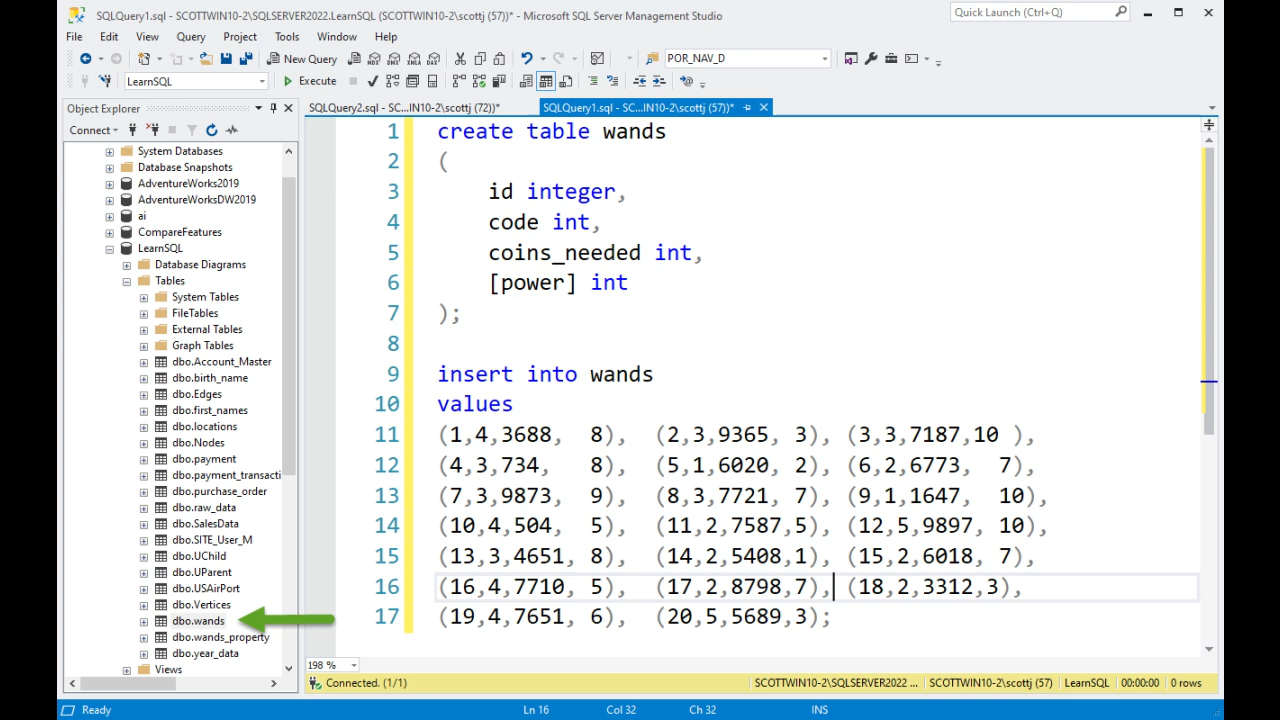 SQLQuery1.sql - SCOTTWIN10-2\SQLSERVER2022.LearnSQL (SCOTTWIN10-2\scottj (57))* - Microsoft SQL Server Management Studio
Quick Launch (Ctrl+Q)
File Edit View Query Project Tools Window Help
New Query
MDX DMX XMLA DAX
POR_NAV_D
LearnSQL
Execute
Object Explorer
SQLQuery2.sql - SC...IN10-2\scottj (72))*
SQLQuery1.sql - SC...IN10-2\scottj (57))*
Connect
System Databases
Database Snapshots
AdventureWorks2019
AdventureWorksDW2019
ai
CompareFeatures
LearnSQL
Database Diagrams
Tables
System Tables
FileTables
External Tables
Graph Tables
dbo.Account_Master
dbo.birth_name
dbo.Edges
dbo.first_names
dbo.locations
dbo.Nodes
dbo.payment
dbo.payment_transacti
dbo.purchase_order
dbo.raw_data
dbo.SalesData
dbo.SITE_User_M
dbo.UChild
dbo.UParent
dbo.USAirPort
dbo.Vertices
dbo.wands
dbo.wands_property
dbo.year_data
Views
1 create table wands
2 (
3 id integer,
4 code int,
5 coins_needed int,
6 [power] int
7 );
8
9 insert into wands
10 values
11 (1,4,3688, 8), (2,3,9365, 3), (3,3,7187,10 ),
12 (4,3,734, 8), (5,1,6020, 2), (6,2,6773, 7),
13 (7,3,9873, 9), (8,3,7721, 7), (9,1,1647, 10),
14 (10,4,504, 5), (11,2,7587,5), (12,5,9897, 10),
15 (13,3,4651, 8), (14,2,5408,1), (15,2,6018, 7),
16 (16,4,7710, 5), (17,2,8798,7), (18,2,3312,3),
17 (19,4,7651, 6), (20,5,5689,3);
198 %
Connected. (1/1)
SCOTTWIN10-2\SQLSERVER2022 ... SCOTTWIN10-2\scottj (57) LearnSQL 00:00:00 0 rows
Ready
Ln 16 Col 32 Ch 32 INS